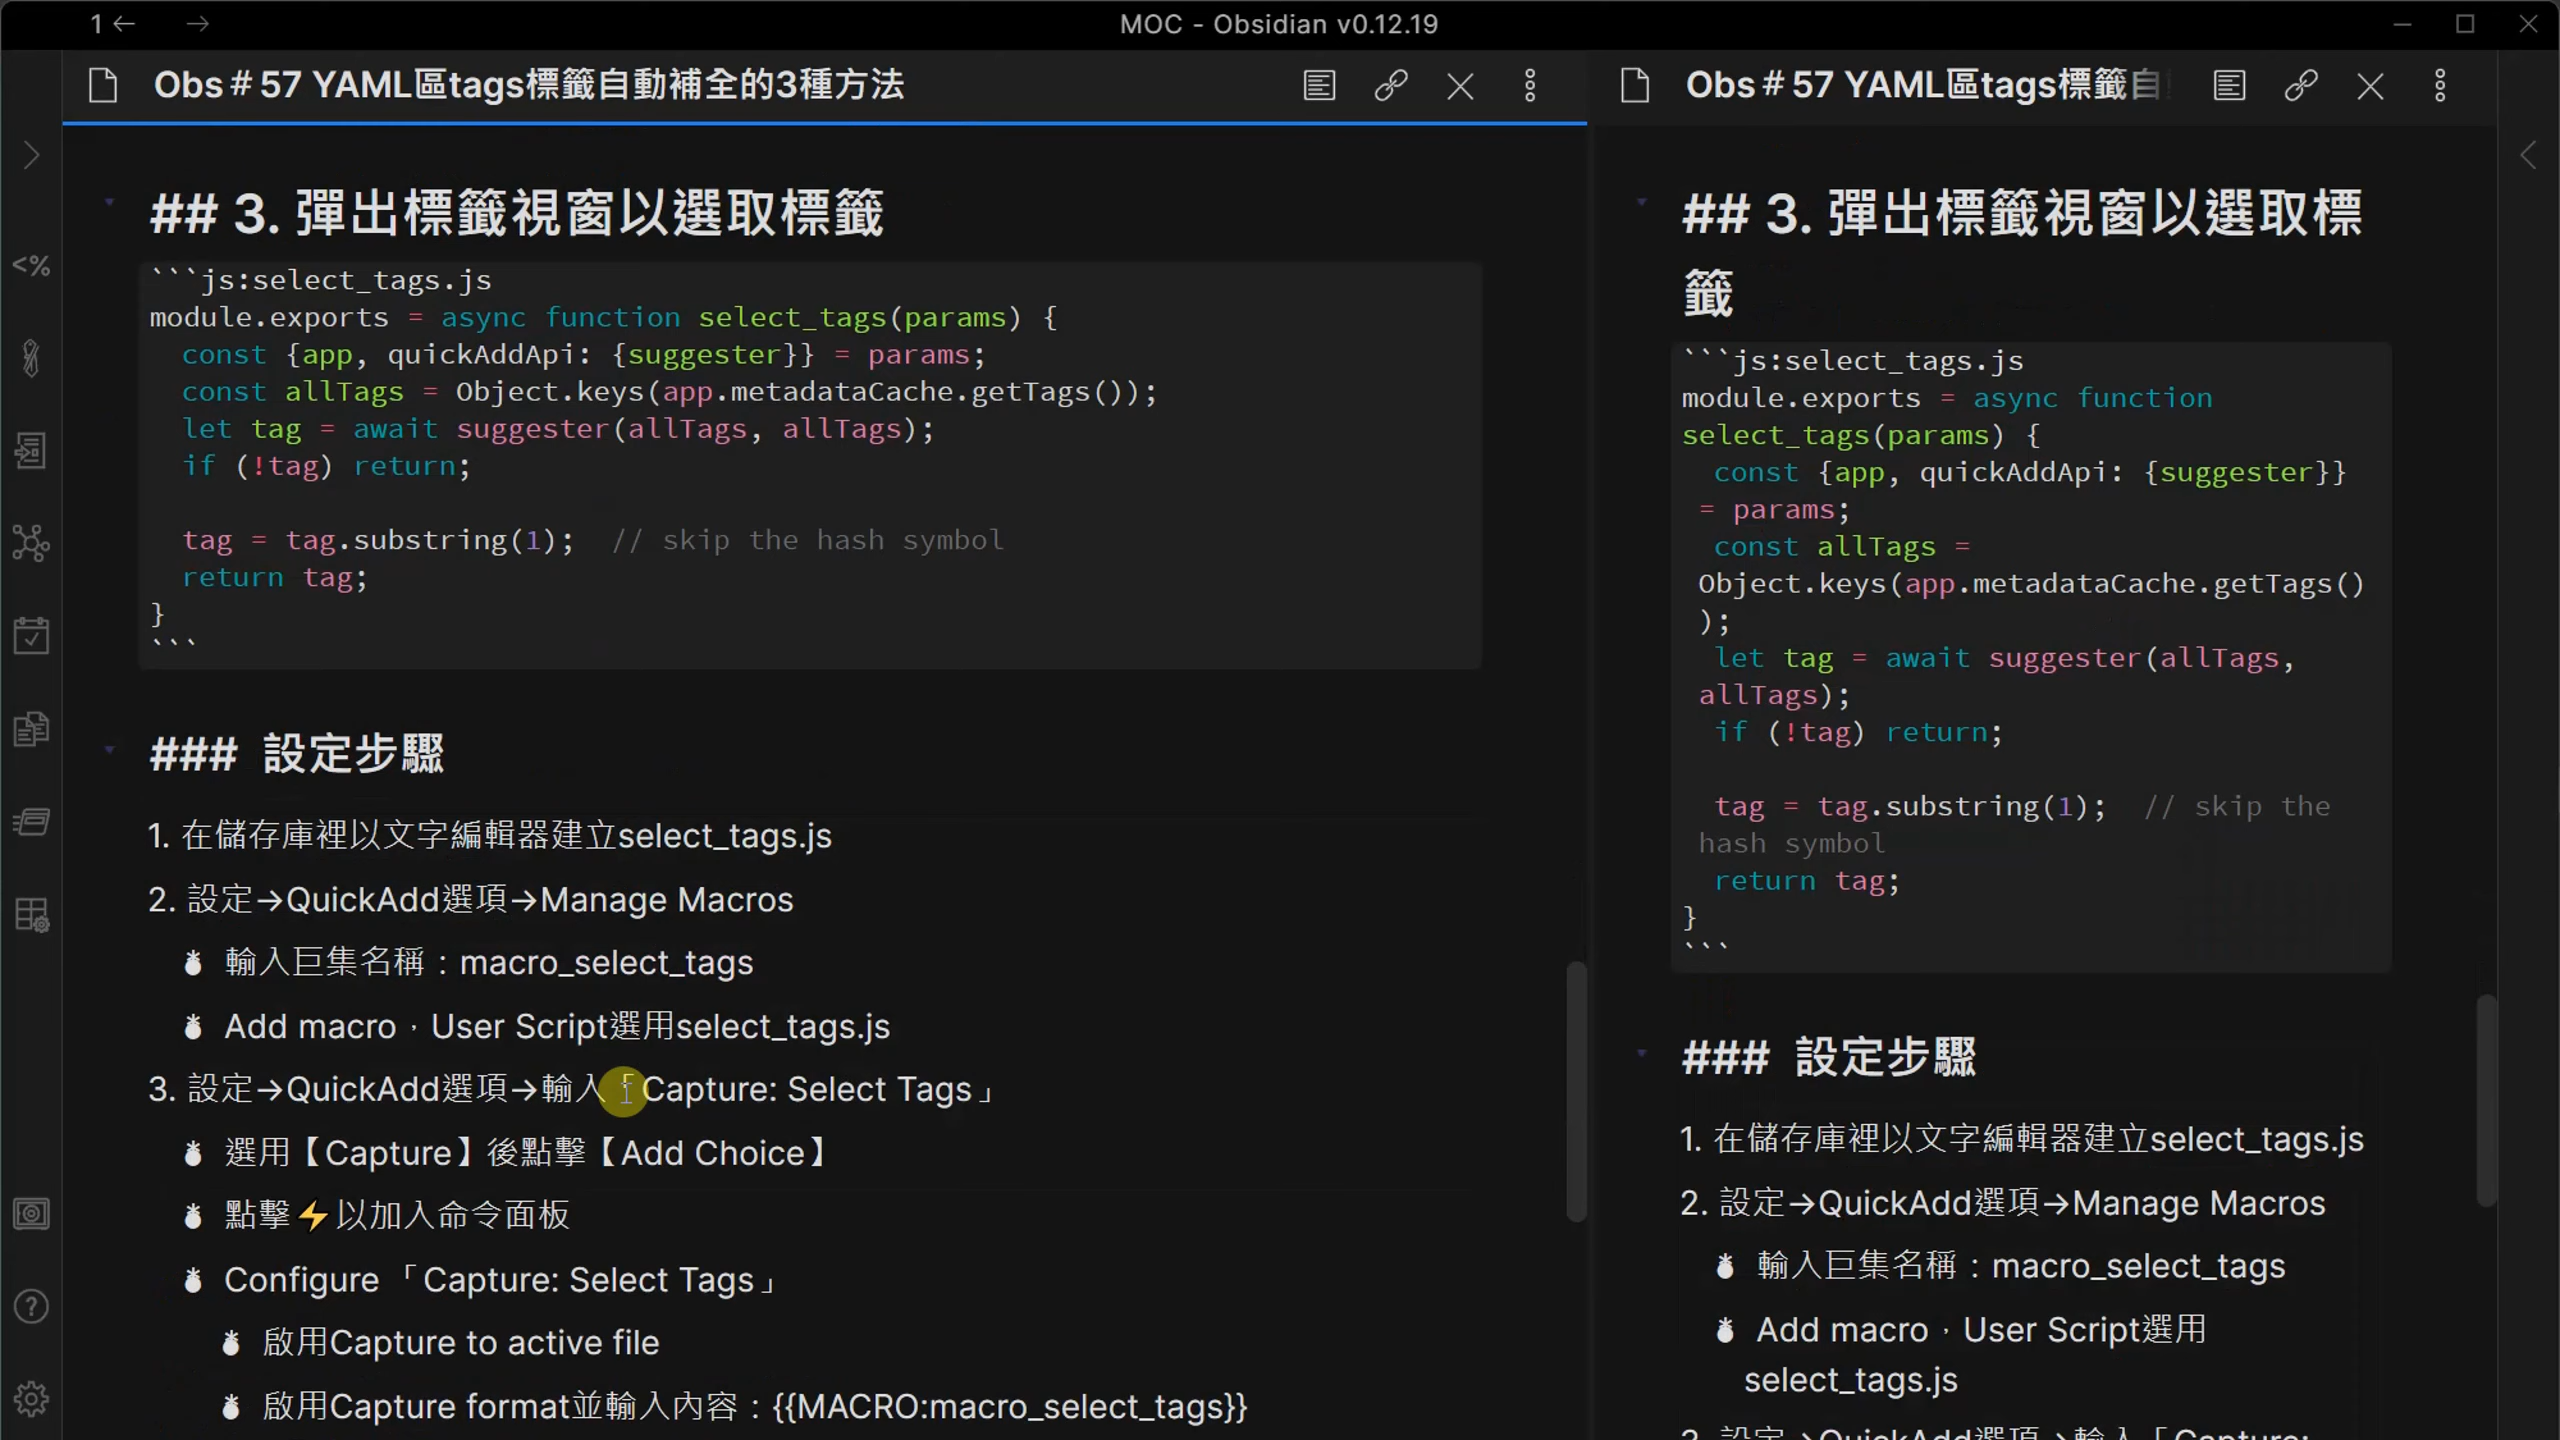 1
MOC - Obsidian v0.12.19
Obs＃57 YAML區tags標籤自動補全的3種方法
## 3. 彈出標籤視窗以選取標籤
```js:select_tags.js
module.exports = async function select_tags(params) {
  const {app, quickAddApi: {suggester}} = params;
  const allTags = Object.keys(app.metadataCache.getTags());
  let tag = await suggester(allTags, allTags);
  if (!tag) return;
  tag = tag.substring(1);  // skip the hash symbol
  return tag;
}
```
### 設定步驟
1. 在儲存庫裡以文字編輯器建立select_tags.js
2. 設定→QuickAdd選項→Manage Macros
🍍 輸入巨集名稱：macro_select_tags
🍍 Add macro，User Script選用select_tags.js
3. 設定→QuickAdd選項→輸入「Capture: Select Tags」
🍍 選用【Capture】後點擊【Add Choice】
🍍 點擊⚡以加入命令面板
🍍 Configure 「Capture: Select Tags」
🍍 啟用Capture to active file
🍍 啟用Capture format並輸入內容：{{MACRO:macro_select_tags}}
Obs＃57 YAML區tags標籤自
## 3. 彈出標籤視窗以選取標
籤
```js:select_tags.js
module.exports = async function
select_tags(params) {
  const {app, quickAddApi: {suggester}}
= params;
  const allTags =
Object.keys(app.metadataCache.getTags()
);
  let tag = await suggester(allTags,
allTags);
  if (!tag) return;
  tag = tag.substring(1);  // skip the
hash symbol
  return tag;
}
```
### 設定步驟
1. 在儲存庫裡以文字編輯器建立select_tags.js
2. 設定→QuickAdd選項→Manage Macros
🍍 輸入巨集名稱：macro_select_tags
🍍 Add macro，User Script選用
select_tags.js
3. 設定→QuickAdd選項→輸入「Capture: